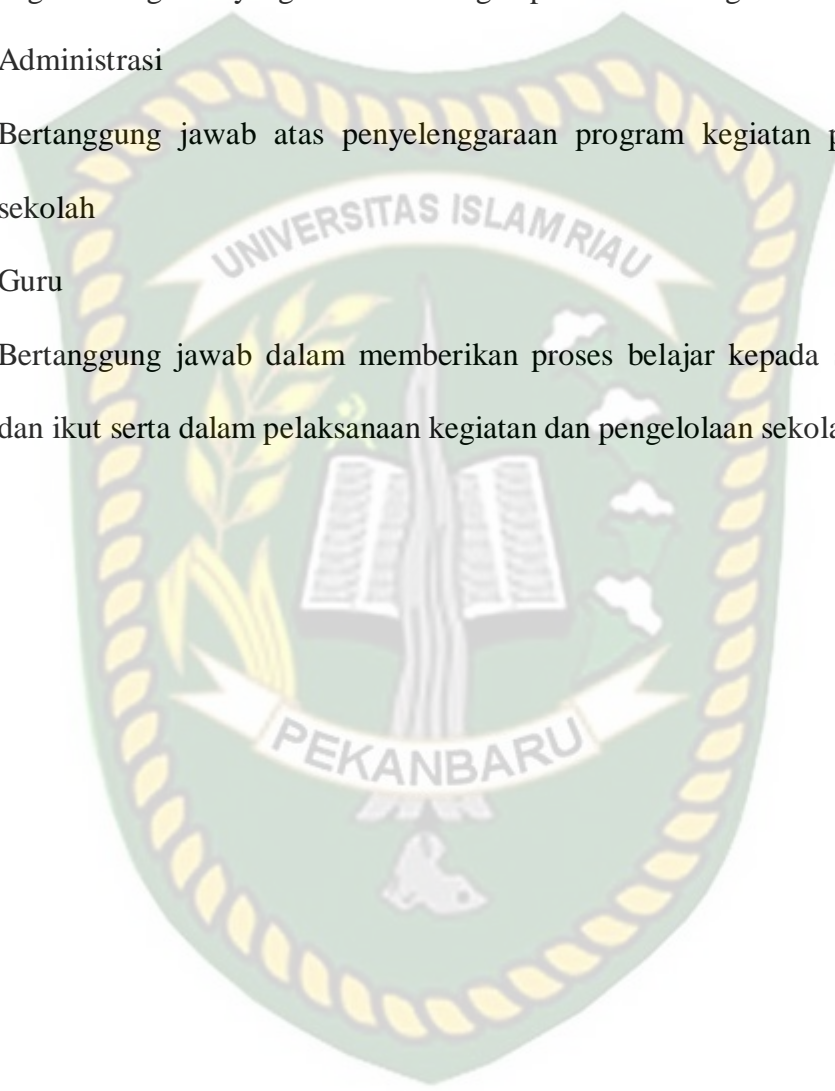 Administrasi
Bertanggung jawab atas penyelenggaraan program kegiatan
sekolah
UNIVERSITAS ISLAM RIAU
Guru
Bertanggung jawab dalam memberikan proses belajar kepada
dan ikut serta dalam pelaksanaan kegiatan dan pengelolaan
PEKANBARU